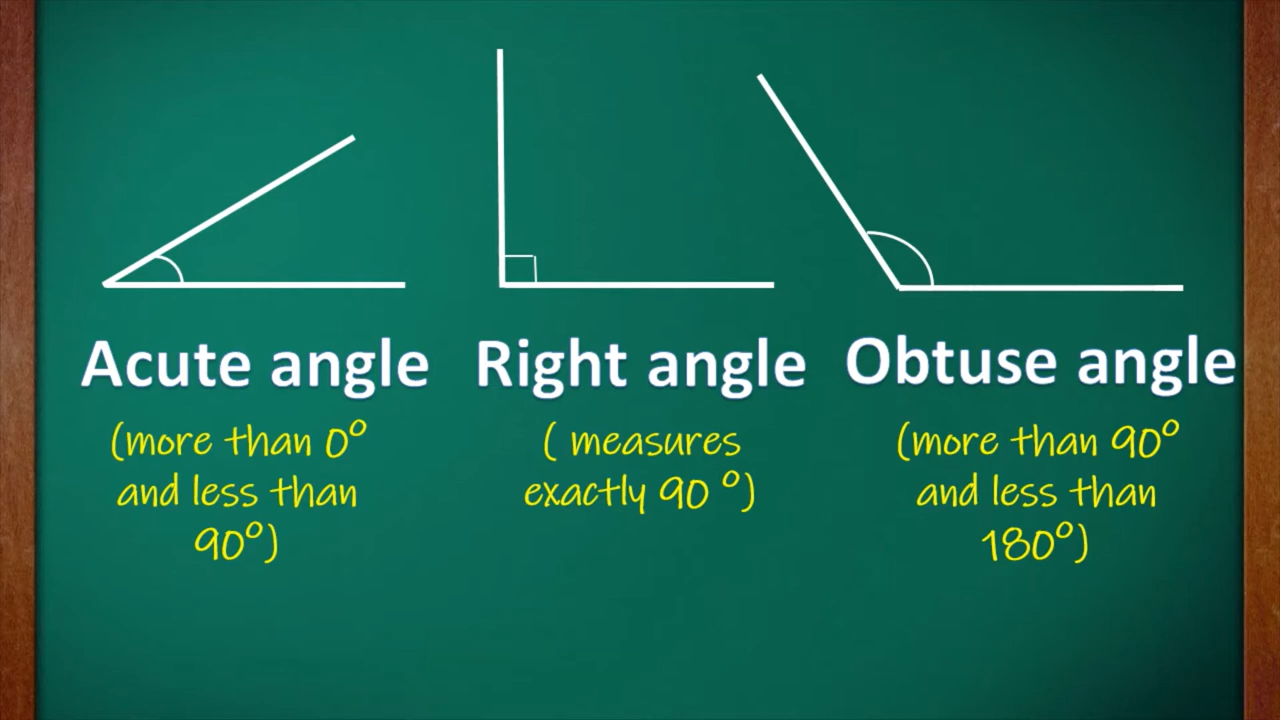 Acute angle
(more than 0°
and less than
90°)
Right angle
( measures
exactly 90 °)
Obtuse angle
(more than 90°
and less than
180°)